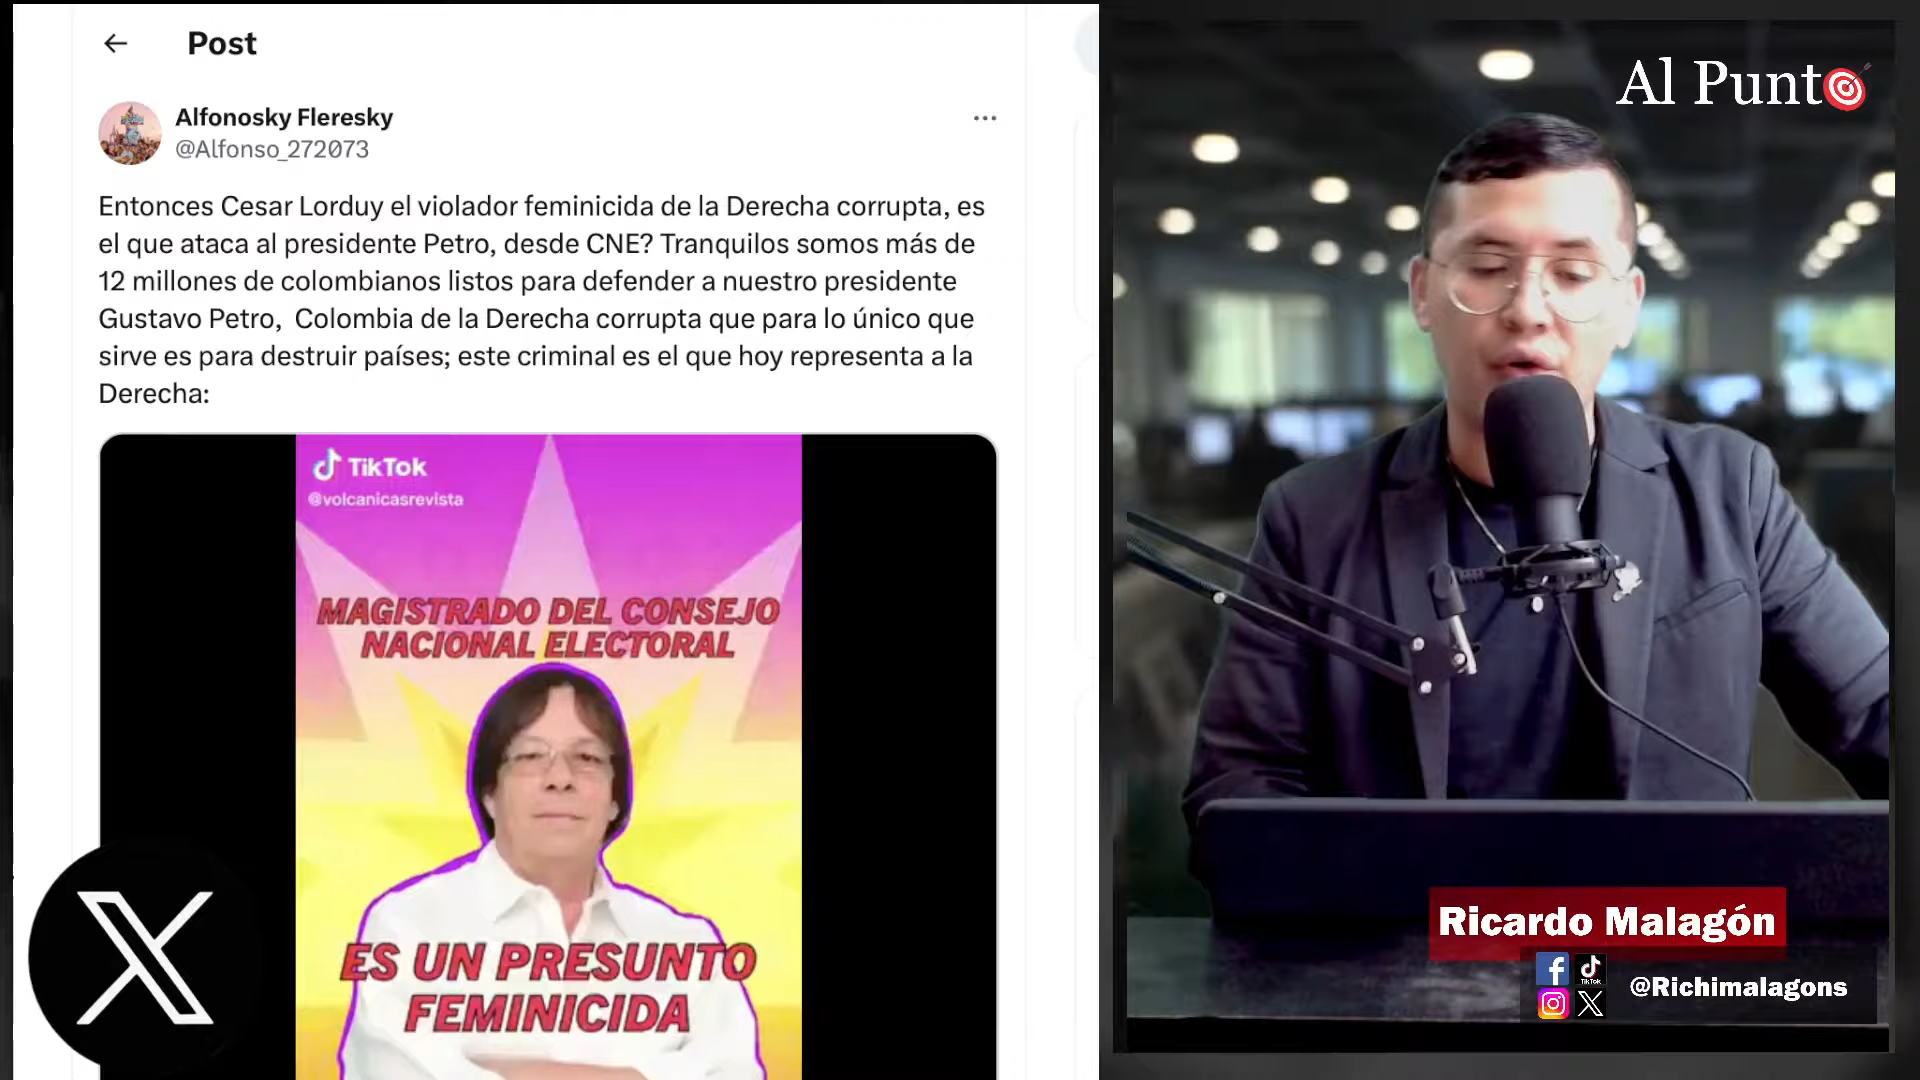 Post
Alfonosky Fleresky
@Alfonso_272073
Entonces Cesar Lorduy el violador feminicida de la Derecha corrupta, es
el que ataca al presidente Petro, desde CNE? Tranquilos somos más de
12 millones de colombianos listos para defender a nuestro presidente
Gustavo Petro,  Colombia de la Derecha corrupta que para lo único que
sirve es para destruir países; este criminal es el que hoy representa a la
Derecha:
TikTok
@volcanicasrevista
MAGISTRADO DEL CONSEJO
NACIONAL ELECTORAL
ES UN PRESUNTO
FEMINICIDA
Al Punto
Ricardo Malagón
TikTok
@Richimalagons